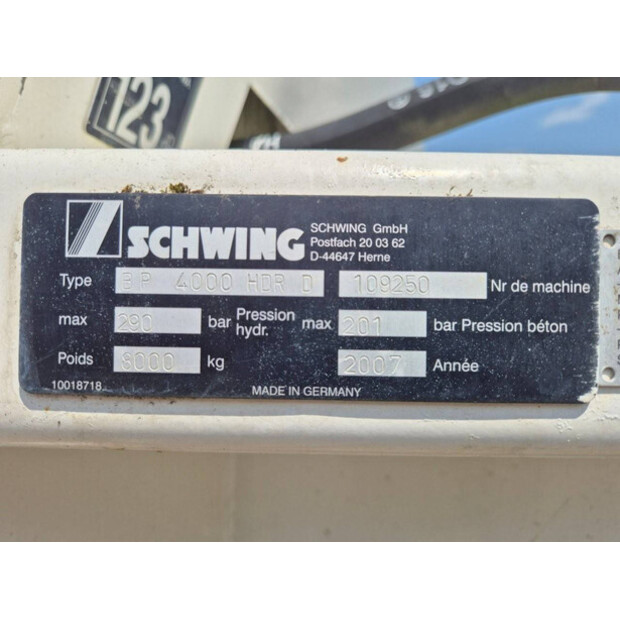 123
SCHWING
SCHWING GmbH
Postfach 20 03 62
D-44647 Herne
Type BP 4000 HDR D 109250 Nr de machine
max 290 bar Pression hydr. max 201 bar Pression béton
Poids 8000 kg 2007 Année
10018718
MADE IN GERMANY